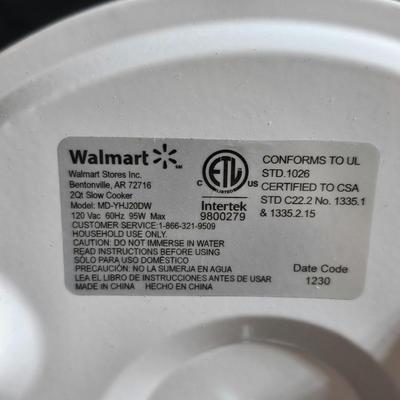 Walmart
Walmart Stores Inc.
Bentonville, AR 72716
2Qt Slow Cooker
Model: MD-YHJ20DW
120 Vac 60Hz 95W Max
CUSTOMER SERVICE:1-866-321-9509
HOUSEHOLD USE ONLY.
CAUTION: DO NOT IMMERSE IN WATER
READ INSTRUCTIONS BEFORE USING
SÓLO PARA USO DOMÉSTICO
PRECAUCIÓN: NO LA SUMERJA EN AGUA
LEA EL LIBRO DE INSTRUCCIONES ANTES DE USAR
MADE IN CHINA HECHO EN CHINA
ETL
LISTED
C US
Intertek
9800279
CONFORMS TO UL
STD.1026
CERTIFIED TO CSA
STD C22.2 NO. 1335.1
& 1335.2.15
Date Code
1230